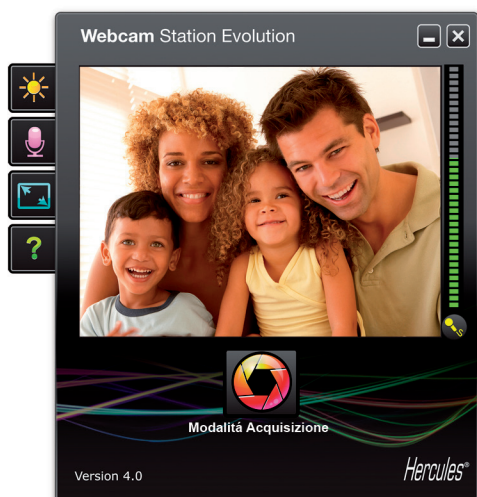 Webcam Station Evolution
?
Modalitá Acquisizione
Version 4.0
Hercules®